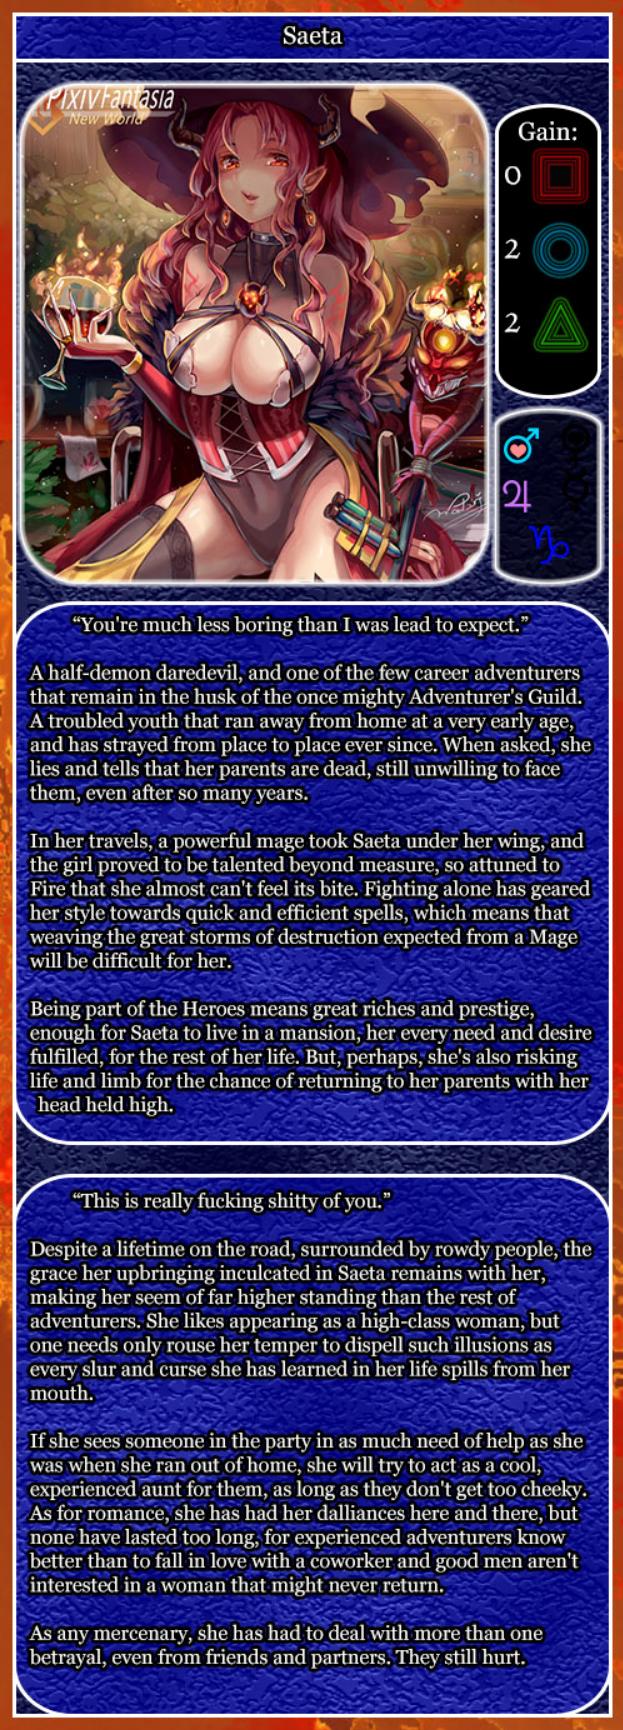 Saeta
PixivFantasia
New World
Gain:
0
2
2
“You're much less boring than I was lead to expect.”
A half-demon daredevil, and one of the few career adventurers
that remain in the husk of the once mighty Adventurer's Guild.
A troubled youth that ran away from home at a very early age,
and has strayed from place to place ever since. When asked, she
lies and tells that her parents are dead, still unwilling to face
them, even after so many years.
In her travels, a powerful mage took Saeta under her wing, and
the girl proved to be talented beyond measure, so attuned to
Fire that she almost can't feel its bite. Fighting alone has geared
her style towards quick and efficient spells, which means that
weaving the great storms of destruction expected from a Mage
will be difficult for her.
Being part of the Heroes means great riches and prestige,
enough for Saeta to live in a mansion, her every need and desire
fulfilled, for the rest of her life. But, perhaps, she's also risking
life and limb for the chance of returning to her parents with her
head held high.
“This is really fucking shitty of you.”
Despite a lifetime on the road, surrounded by rowdy people, the
grace her upbringing inculcated in Saeta remains with her,
making her seem of far higher standing than the rest of
adventurers. She likes appearing as a high-class woman, but
one needs only rouse her temper to dispell such illusions as
every slur and curse she has learned in her life spills from her
mouth.
If she sees someone in the party in as much need of help as she
was when she ran out of home, she will try to act as a cool,
experienced aunt for them, as long as they don't get too cheeky.
As for romance, she has had her dalliances here and there, but
none have lasted too long, for experienced adventurers know
better than to fall in love with a coworker and good men aren't
interested in a woman that might never return.
As any mercenary, she has had to deal with more than one
betrayal, even from friends and partners. They still hurt.